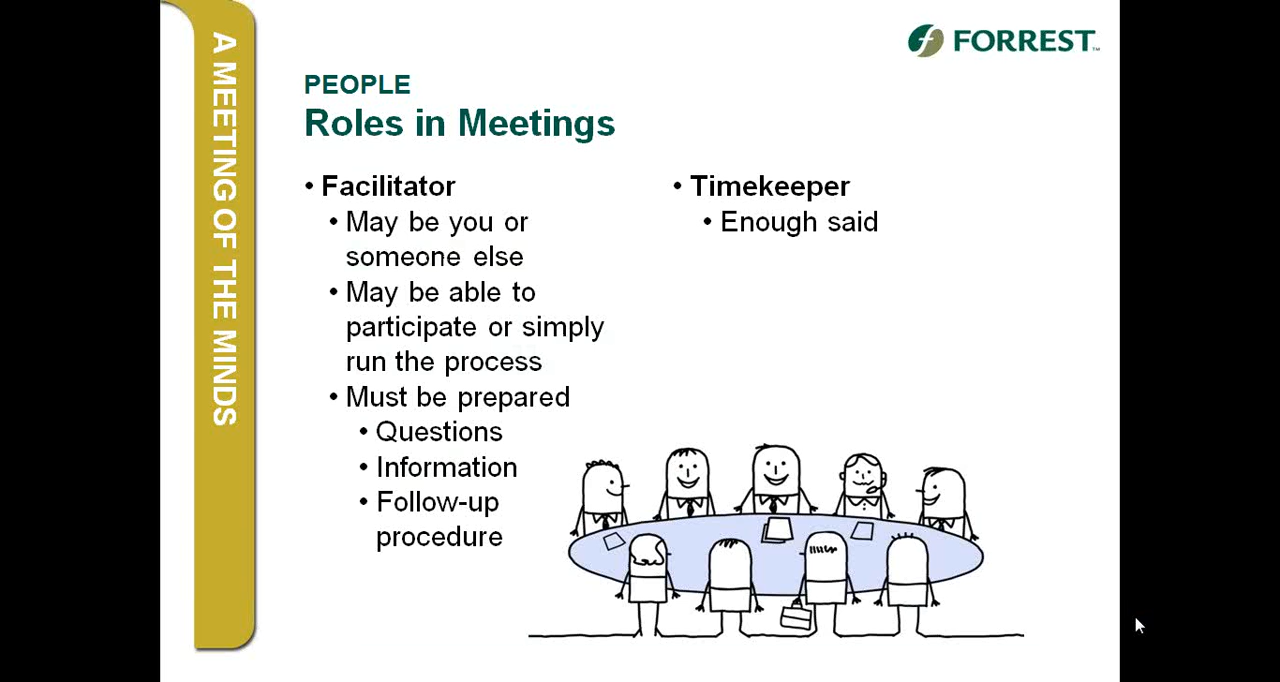 A MEETING OF THE MINDS
FORREST™
PEOPLE
Roles in Meetings
• Facilitator
• May be you or
someone else
• May be able to
participate or simply
run the process
• Must be prepared
• Questions
• Information
• Follow-up
procedure
• Timekeeper
• Enough said